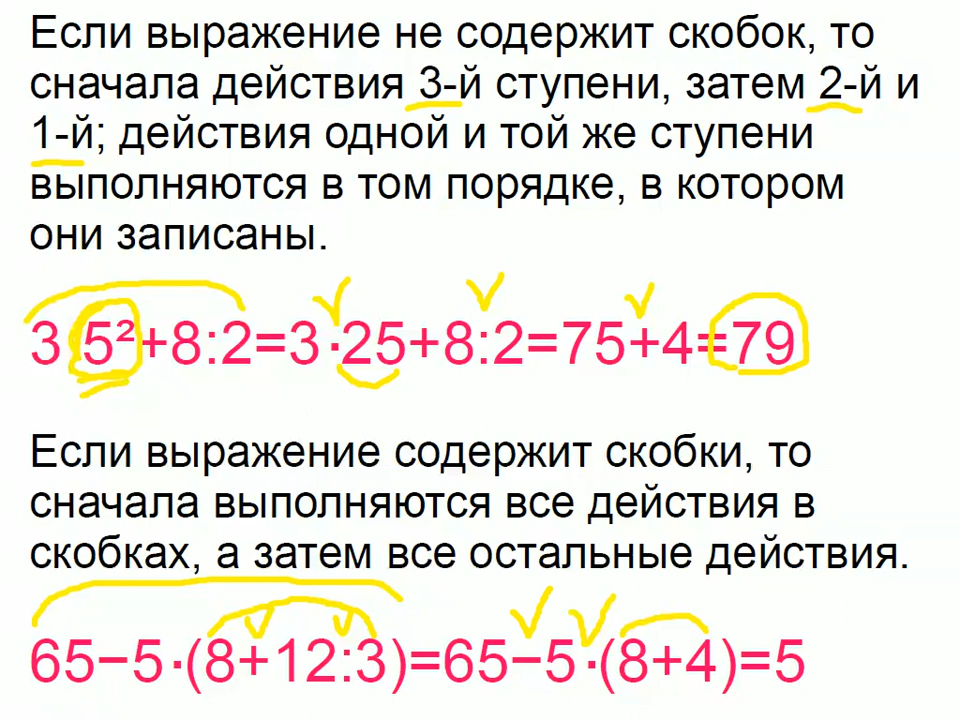 Если выражение не содержит скобок, то
сначала действия 3-й ступени, затем 2-й и
1-й; действия одной и той же ступени
выполняются в том порядке, в котором
они записаны.
3 5²+8:2=3·25+8:2=75+4=79
Если выражение содержит скобки, то
сначала выполняются все действия в
скобках, а затем все остальные действия.
65−5·(8+12:3)=65−5·(8+4)=5